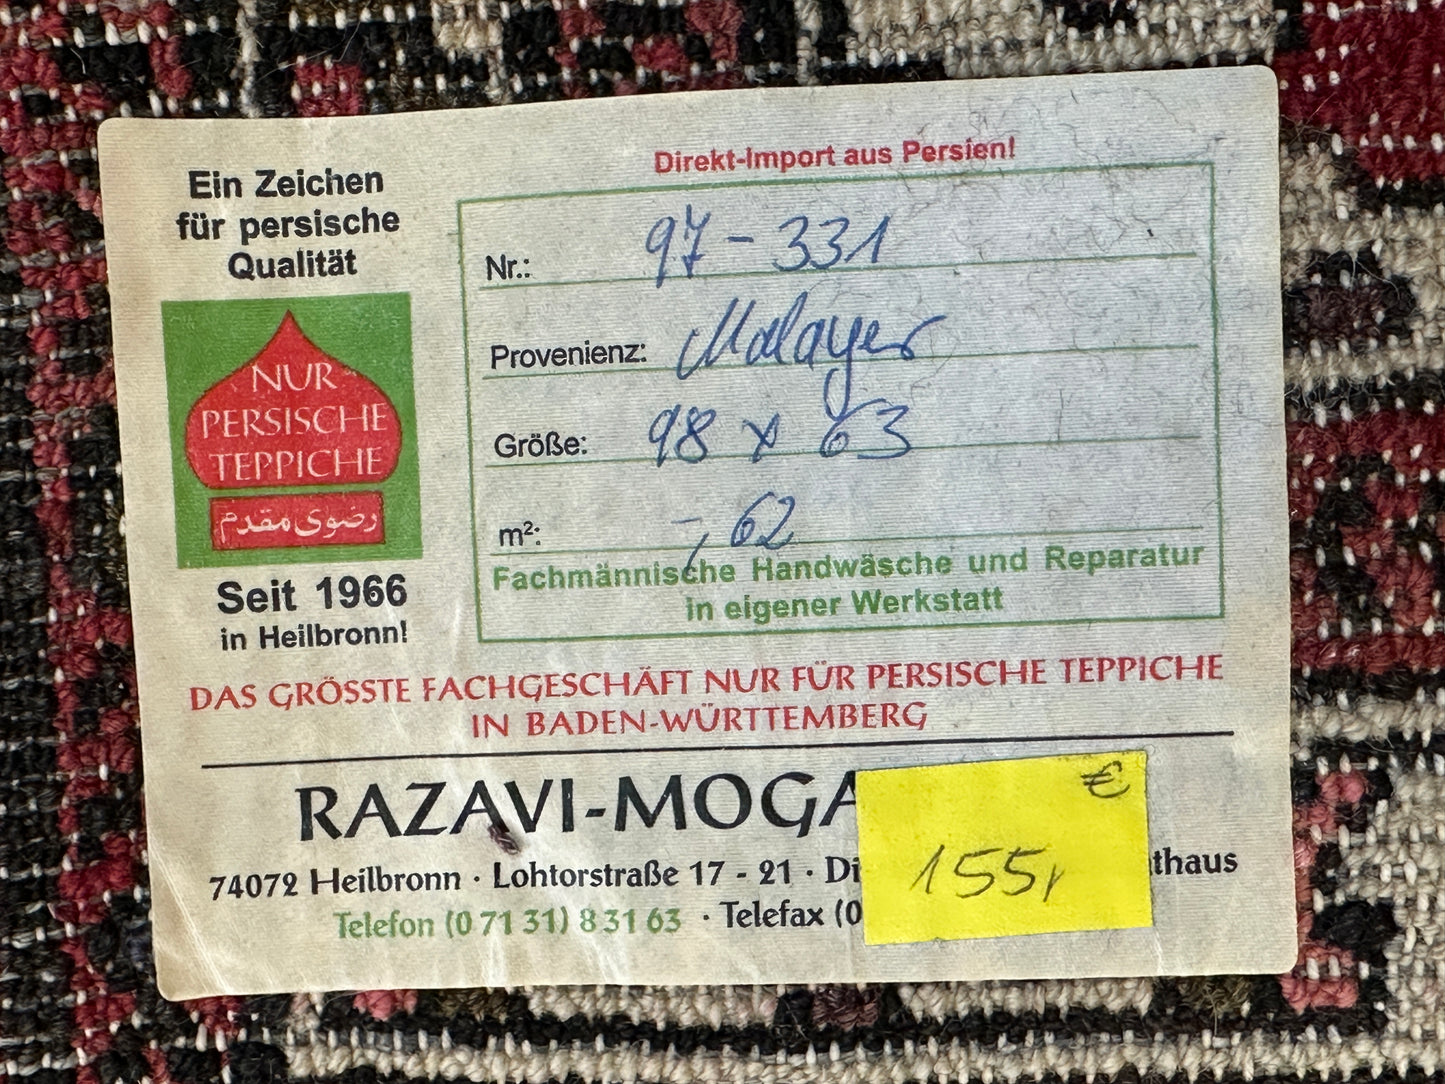 Ein Zeichen
für persische
Qualität
NUR
PERSISCHE
TEPPICHE
رضوی مقدم
Seit 1966
in Heilbronn!
Direkt-Import aus Persien!
Nr.: 97-331
Provenienz: Malayer
Größe: 98 x 63
m²: -,62
Fachmännische Handwäsche und Reparatur
in eigener Werkstatt
DAS GRÖSSTE FACHGESCHÄFT NUR FÜR PERSISCHE TEPPICHE
IN BADEN-WÜRTTEMBERG
RAZAVI-MOGA
74072 Heilbronn · Lohtorstraße 17 - 21 · Di thaus
Telefon (0 71 31) 8 31 63 · Telefax (0
€
155,